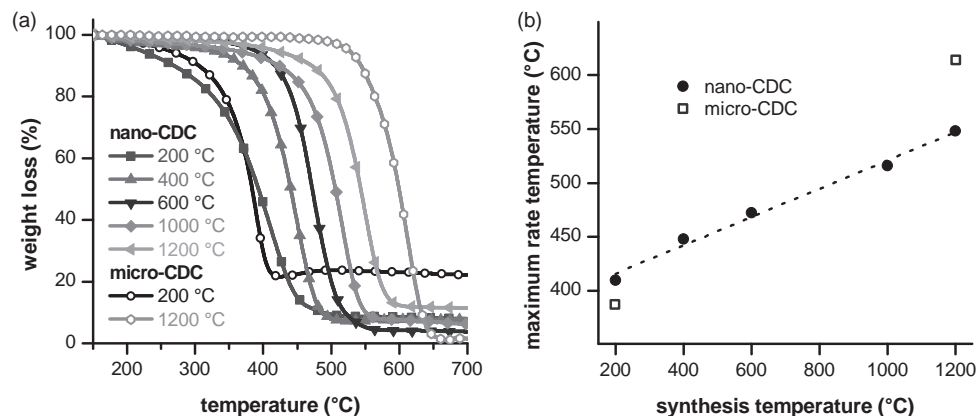 (a)
100
80
60
40
20
0
weight loss (%)
nano-CDC
200 °C
400 °C
600 °C
1000 °C
1200 °C
micro-CDC
200 °C
1200 °C
200 300 400 500 600 700
temperature (°C)
(b)
600
550
500
450
400
maximum rate temperature (°C)
nano-CDC
micro-CDC
200 400 600 800 1000 1200
synthesis temperature (°C)